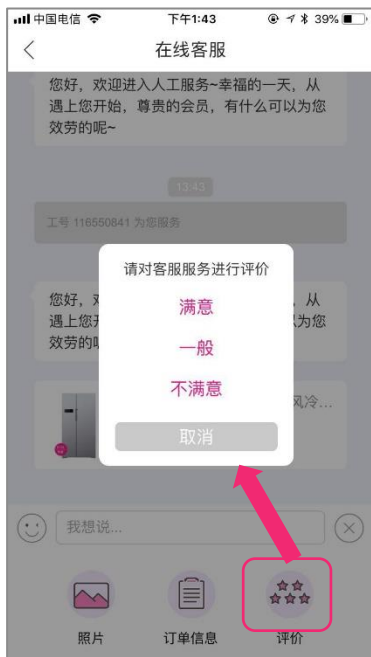 中国电信 下午1:43 39%
在线客服
您好，欢迎进入人工服务~幸福的一天，从
遇上您开始，尊贵的会员，有什么可以为您
效劳的呢~
13:43
工号 116550841 为您服务
请对客服服务进行评价
您好，
，从
满意
遇上您
以为您
效劳的
一般
不满意
风冷...
取消
我想说...
照片 订单信息 评价